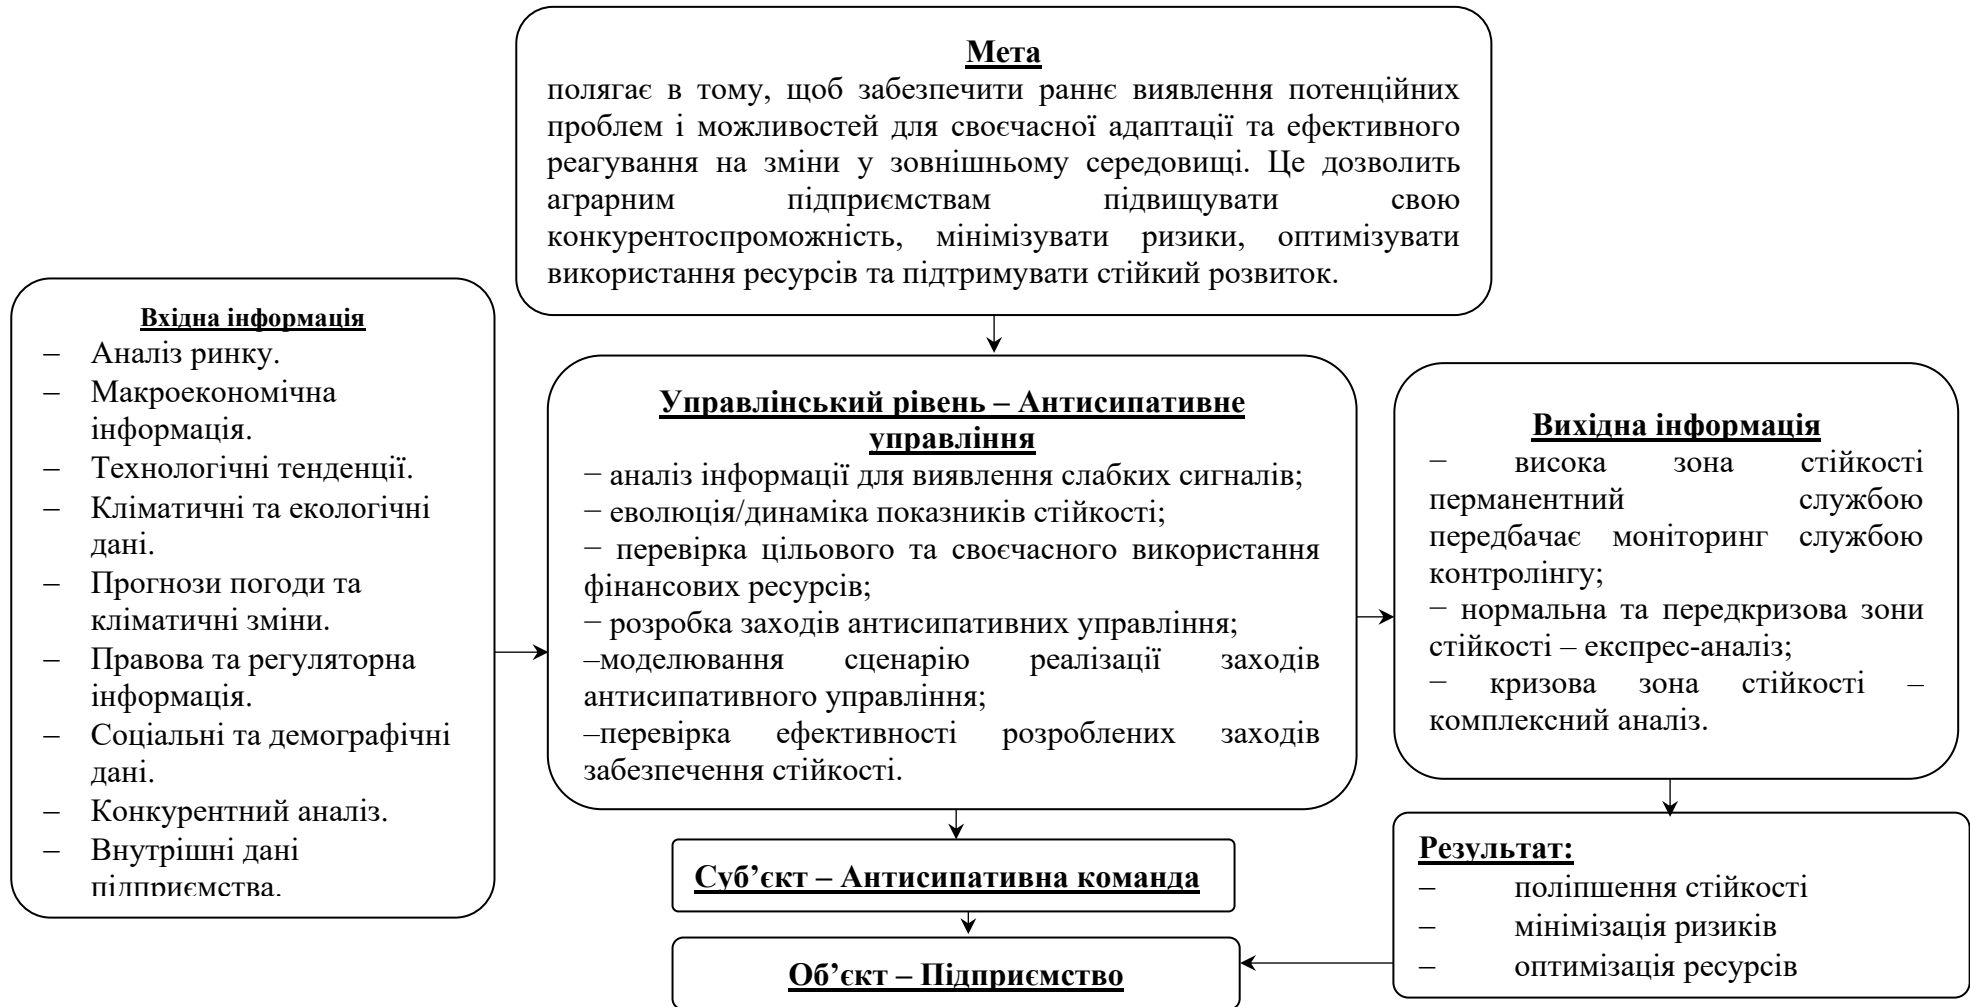 Мета
полягає в тому, щоб забезпечити раннє виявлення потенційних
проблем і можливостей для своєчасної адаптації та ефективного
реагування на зміни у зовнішньому середовищі. Це дозволить
аграрним підприємствам підвищувати свою
конкурентоспроможність, мінімізувати ризики, оптимізувати
використання ресурсів та підтримувати стійкий розвиток.
Вхідна інформація
– Аналіз ринку.
– Макроекономічна
інформація.
– Технологічні тенденції.
– Кліматичні та екологічні
дані.
– Прогнози погоди та
кліматичні зміни.
– Правова та регуляторна
інформація.
– Соціальні та демографічні
дані.
– Конкурентний аналіз.
– Внутрішні дані
підприємства.
Управлінський рівень – Антисипативне
управління
− аналіз інформації для виявлення слабких сигналів;
− еволюція/динаміка показників стійкості;
− перевірка цільового та своєчасного використання
фінансових ресурсів;
− розробка заходів антисипативних управління;
–моделювання сценарію реалізації заходів
антисипативного управління;
–перевірка ефективності розроблених заходів
забезпечення стійкості.
Вихідна інформація
− висока зона стійкості
перманентний службою
передбачає моніторинг службою
контролінгу;
− нормальна та передкризова зони
стійкості – експрес-аналіз;
− кризова зона стійкості –
комплексний аналіз.
Суб’єкт – Антисипативна команда
Об’єкт – Підприємство
Результат:
– поліпшення стійкості
– мінімізація ризиків
– оптимізація ресурсів